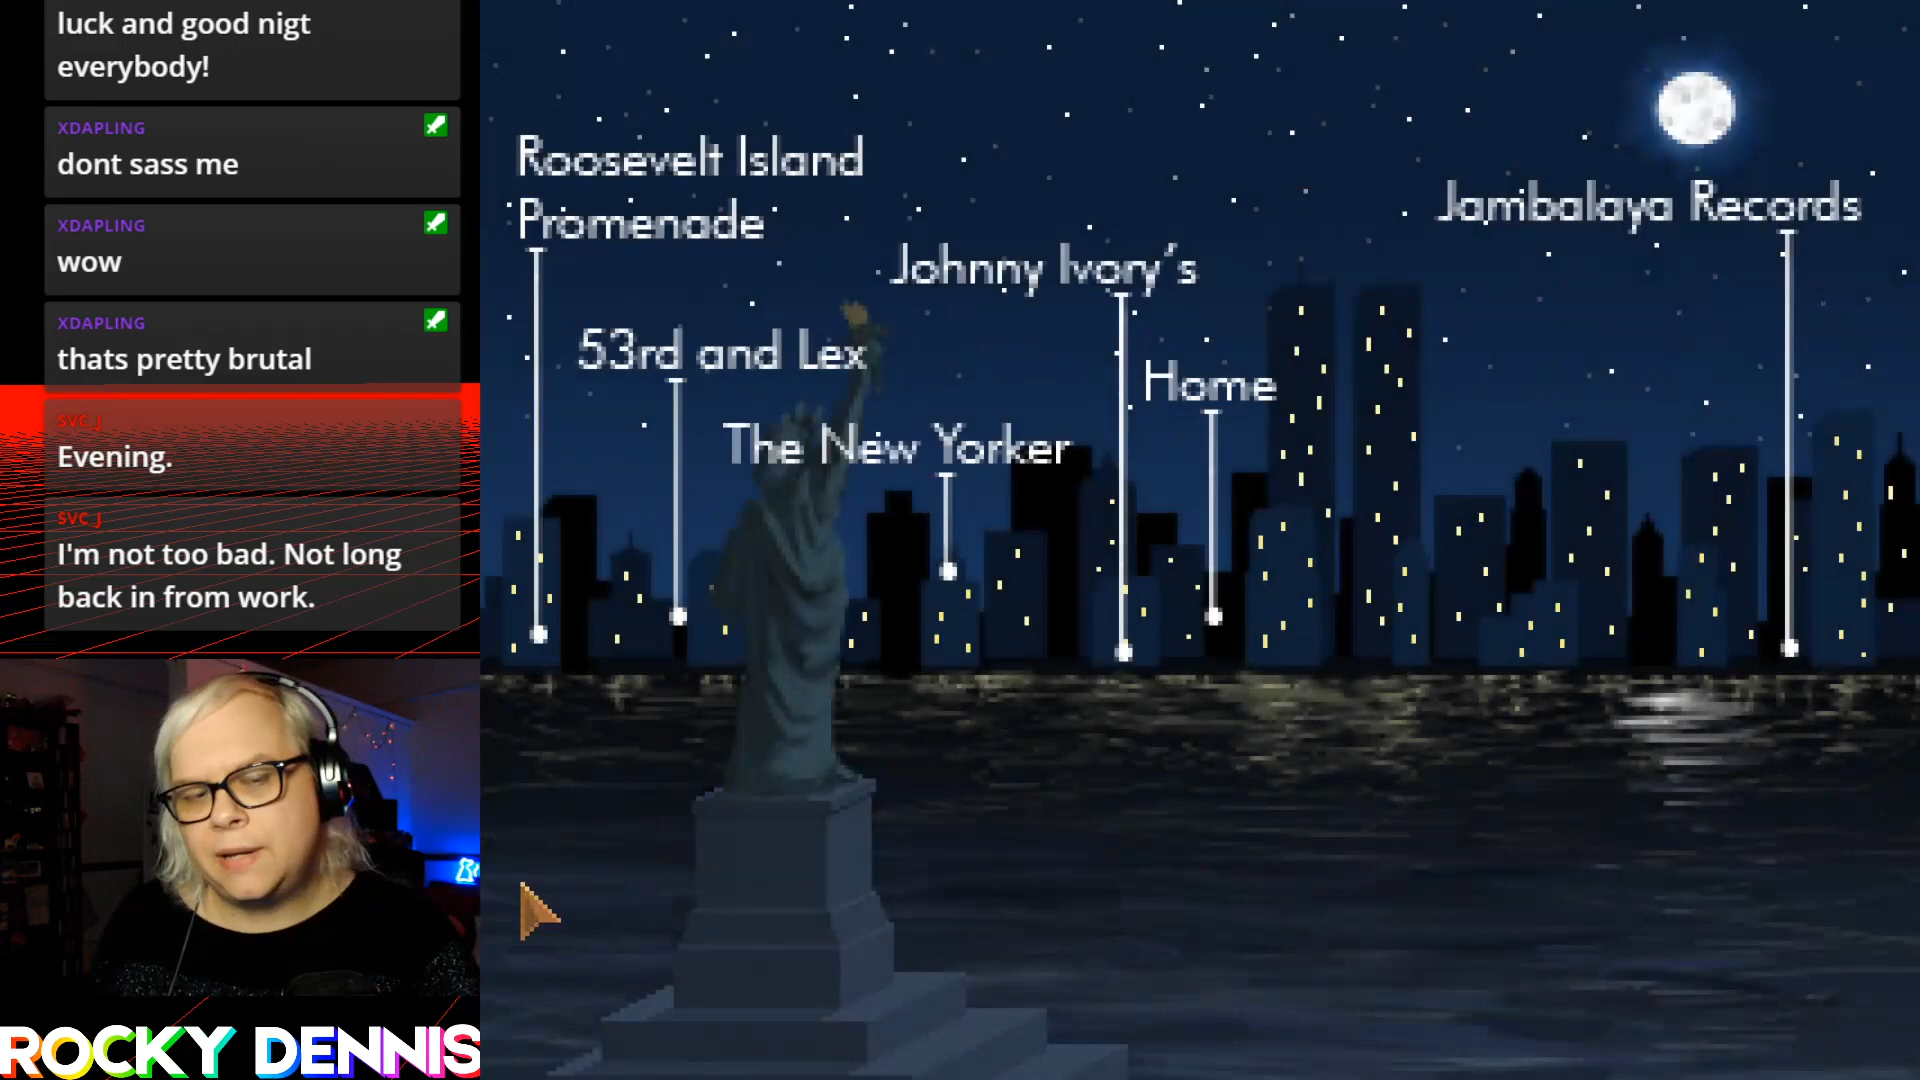 luck and good nigt
everybody!
XDAPLING
dont sass me
XDAPLING
wow
XDAPLING
thats pretty brutal
SVC_J
Evening.
SVC_J
I'm not too bad. Not long
back in from work.
ROCKY DENNIS
Roosevelt Island
Promenade
53rd and Lex
The New Yorker
Johnny Ivory's
Home
Jambalaya Records